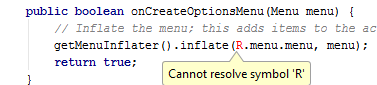 public boolean onCreateOptionsMenu(Menu menu) {
// Inflate the menu; this adds items to the ac
getMenuInflater().inflate(R.menu.menu, menu);
return true;
Cannot resolve symbol 'R'
}